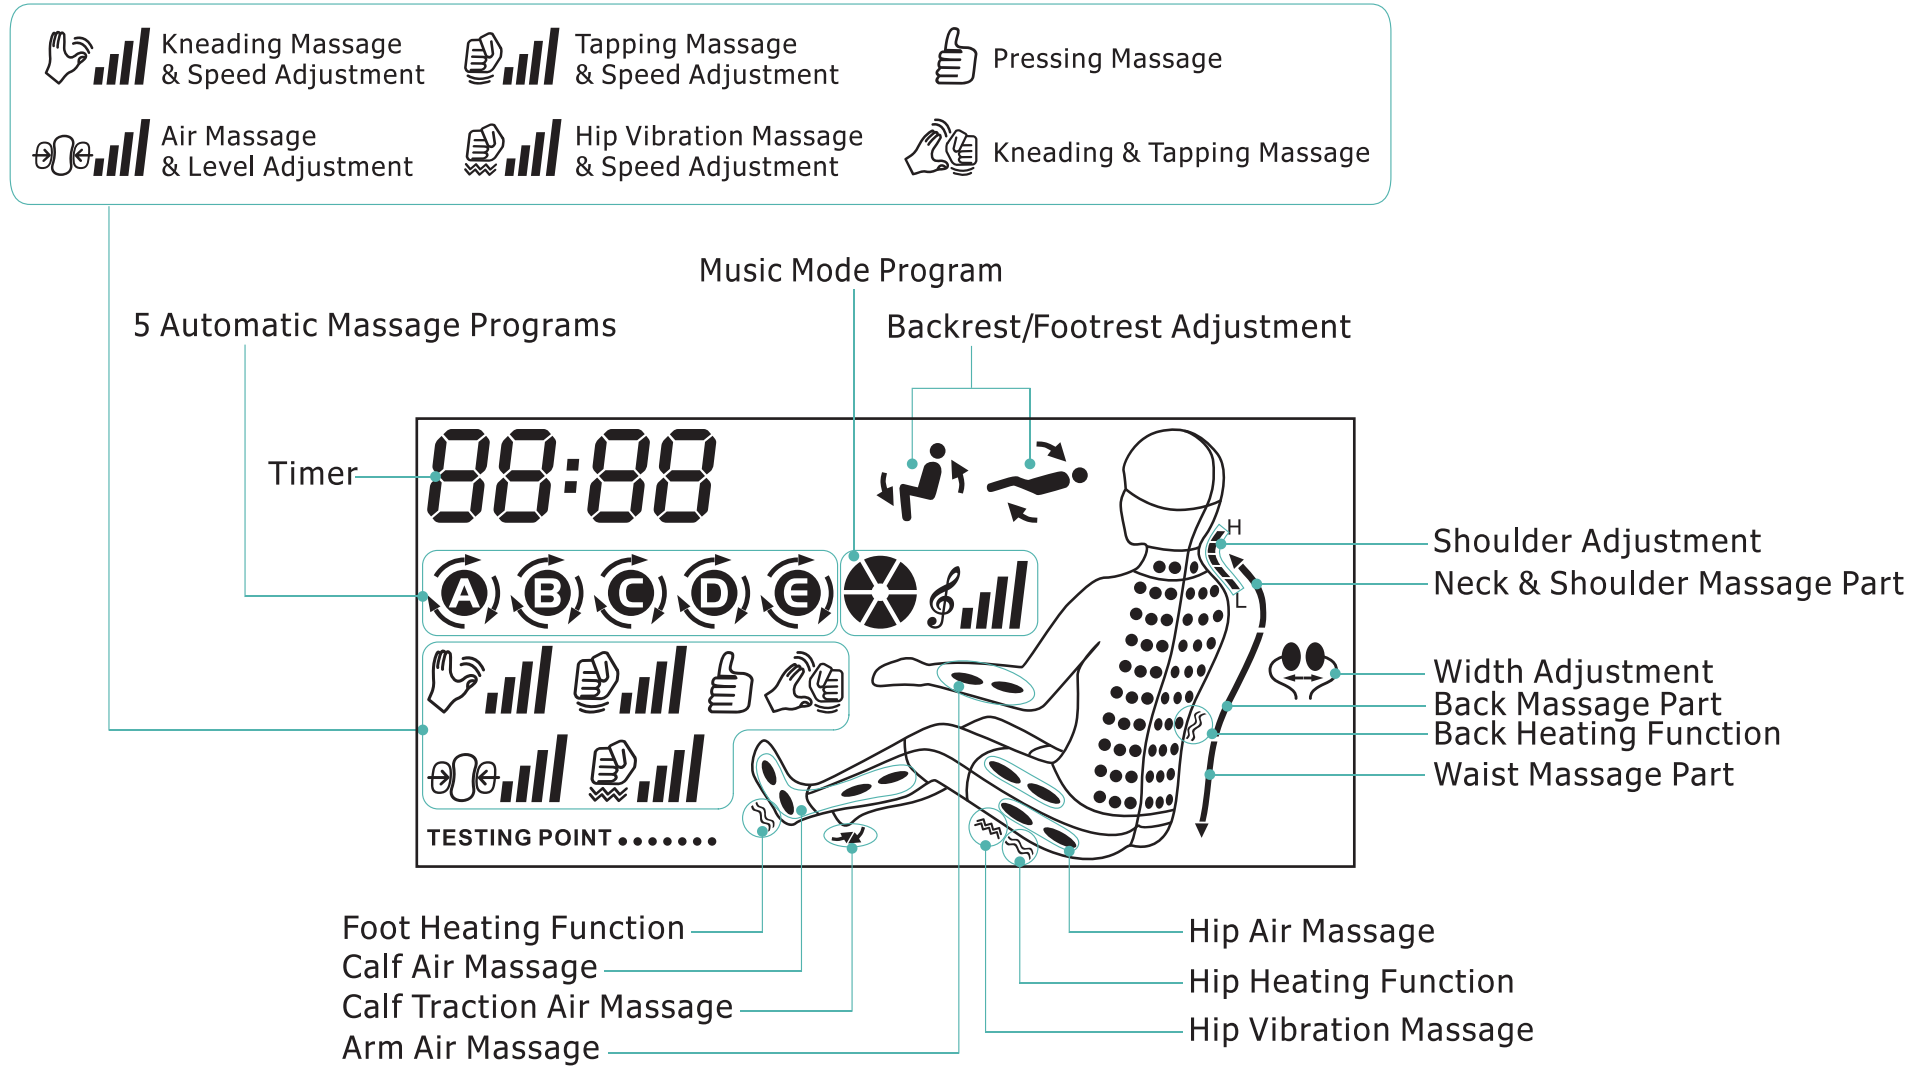 Kneading Massage
& Speed Adjustment
Tapping Massage
& Speed Adjustment
Pressing Massage
Air Massage
& Level Adjustment
Hip Vibration Massage
& Speed Adjustment
Kneading & Tapping Massage
Music Mode Program
5 Automatic Massage Programs
Backrest/Footrest Adjustment
Timer
88:88
H
L
A B C D E
TESTING POINT
Shoulder Adjustment
Neck & Shoulder Massage Part
Width Adjustment
Back Massage Part
Back Heating Function
Waist Massage Part
Foot Heating Function
Calf Air Massage
Calf Traction Air Massage
Arm Air Massage
Hip Air Massage
Hip Heating Function
Hip Vibration Massage